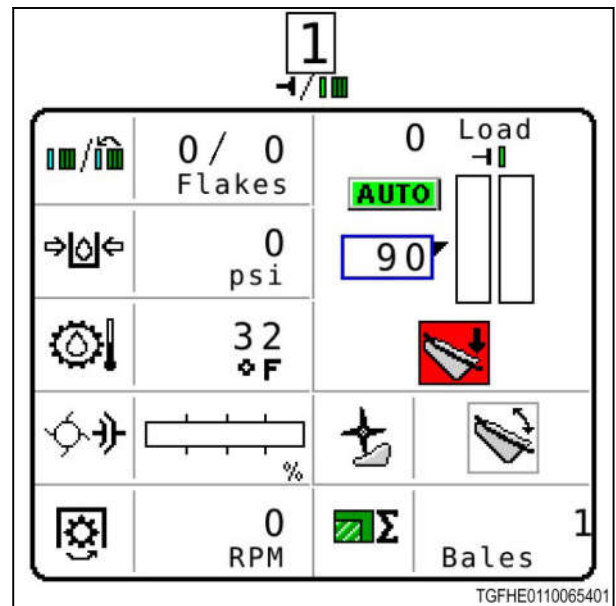 1
0/ 0
Flakes
0 Load
AUTO
0
psi
90
32
°F
%
0
RPM
Σ
1
Bales
TGFHE0110065401